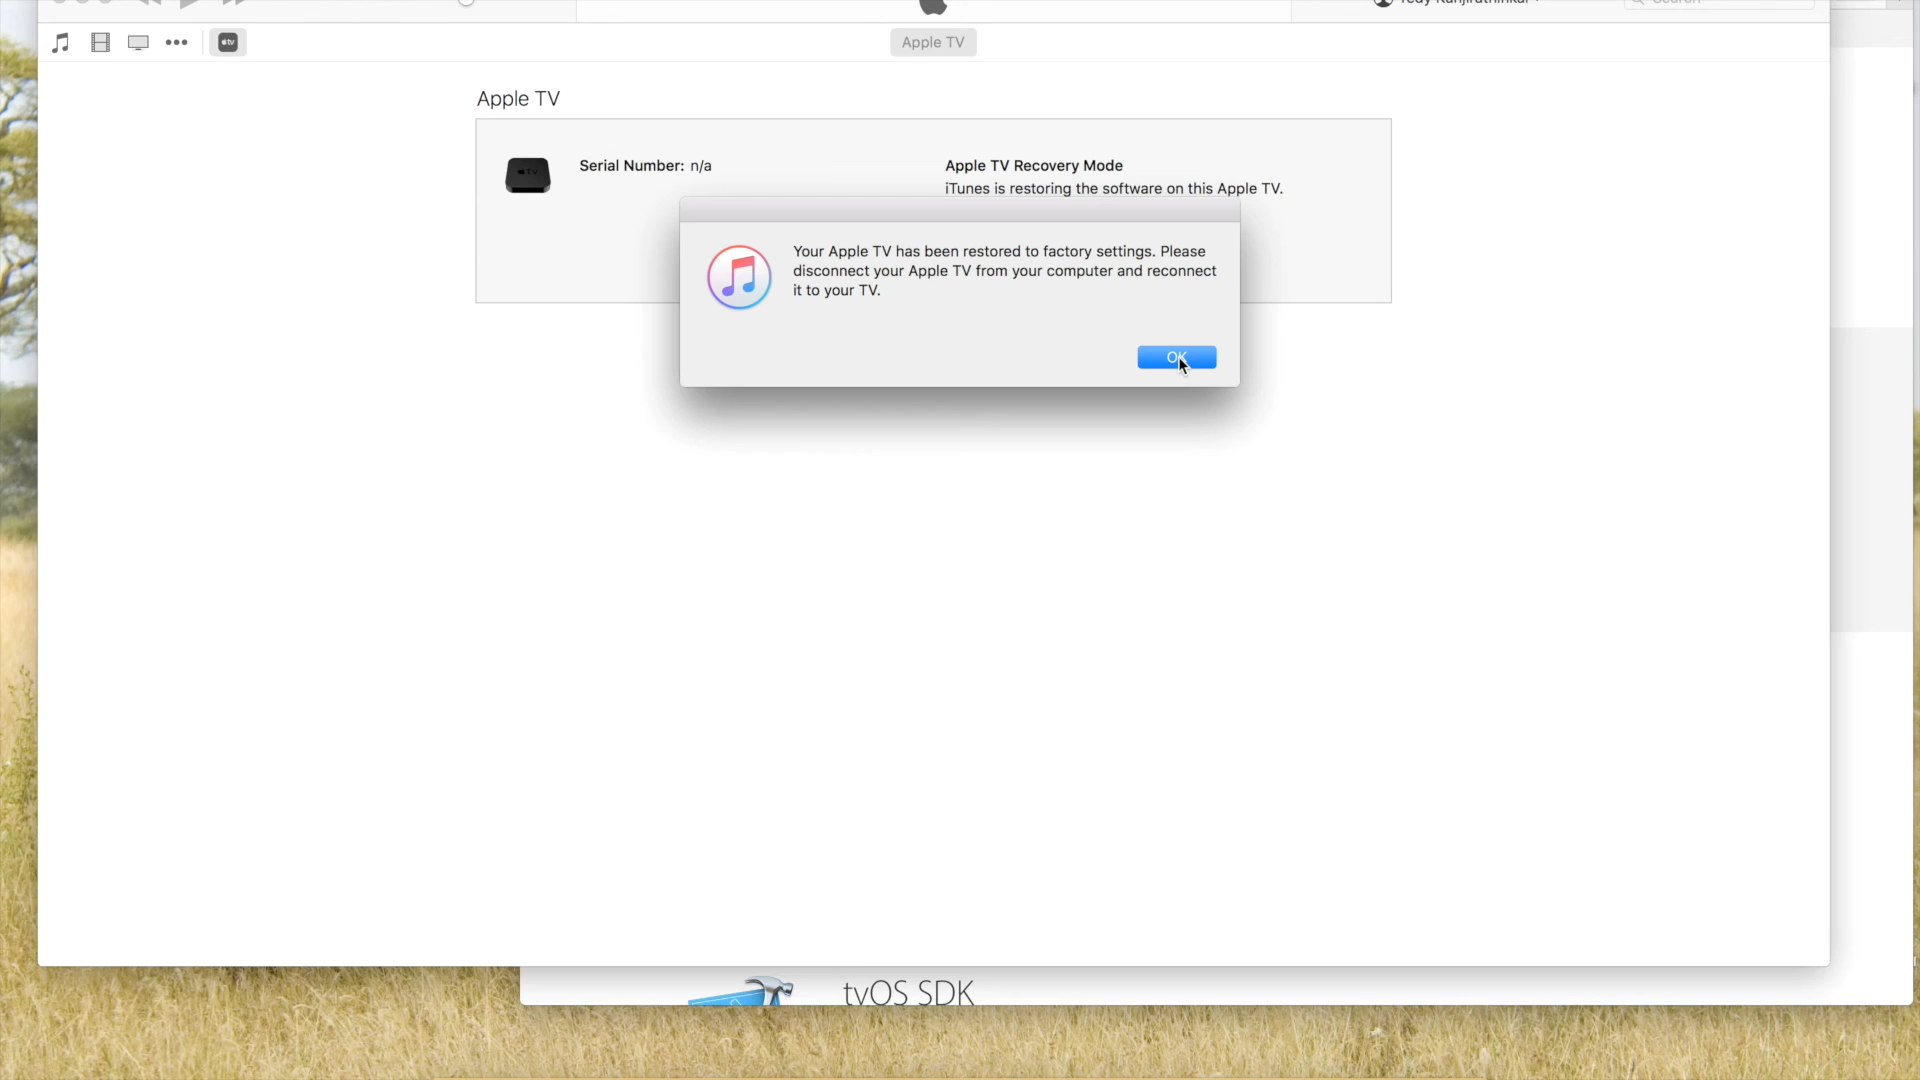 Apple TV
Apple TV
Serial Number: n/a
Apple TV Recovery Mode
iTunes is restoring the software on this Apple TV.
Your Apple TV has been restored to factory settings. Please
disconnect your Apple TV from your computer and reconnect
it to your TV.
OK
tvOS SDK